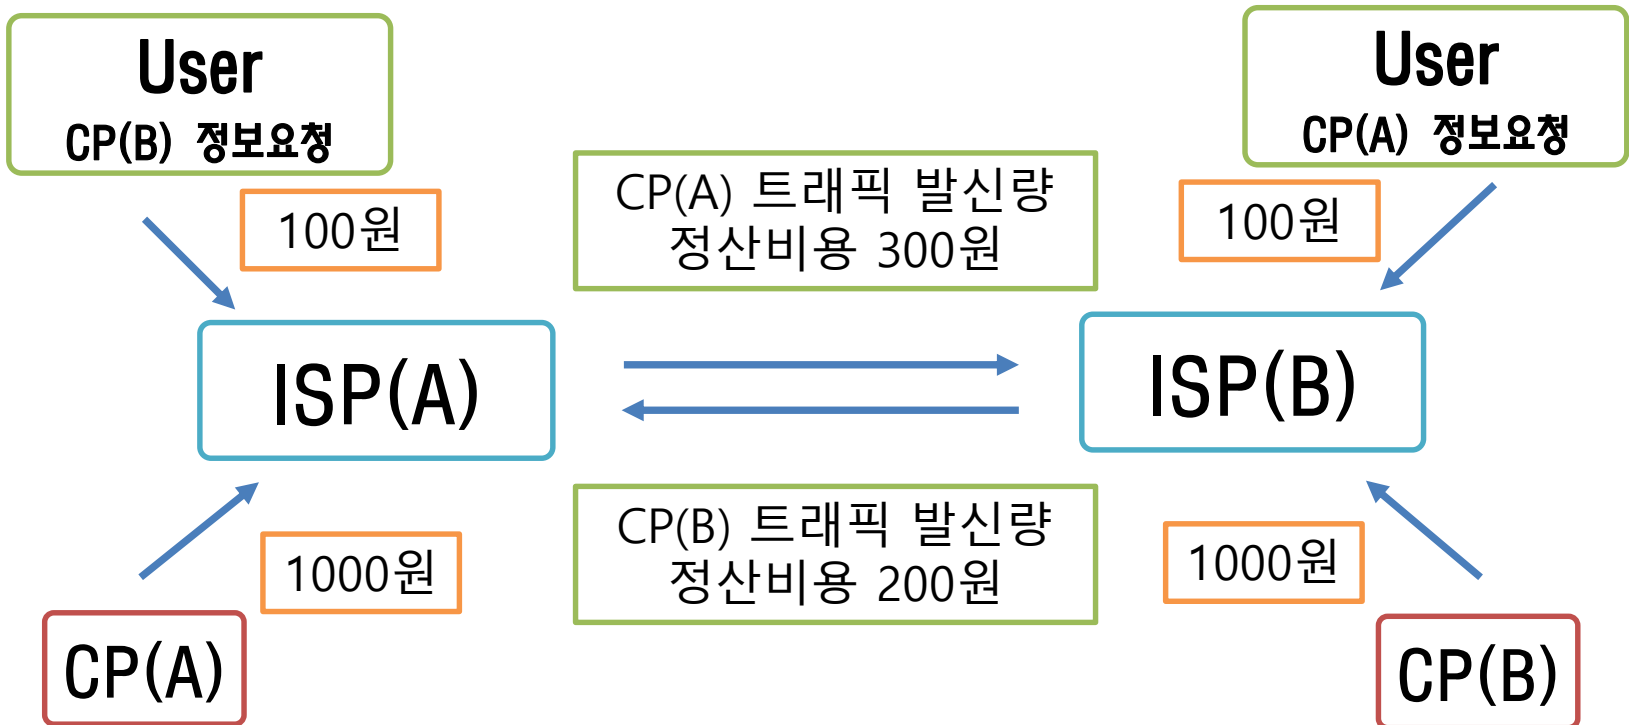 User
CP(B) 정보요청
User
CP(A) 정보요청
100원
CP(A) 트래픽 발신량
정산비용 300원
100원
ISP(A)
ISP(B)
1000원
CP(B) 트래픽 발신량
정산비용 200원
1000원
CP(A)
CP(B)